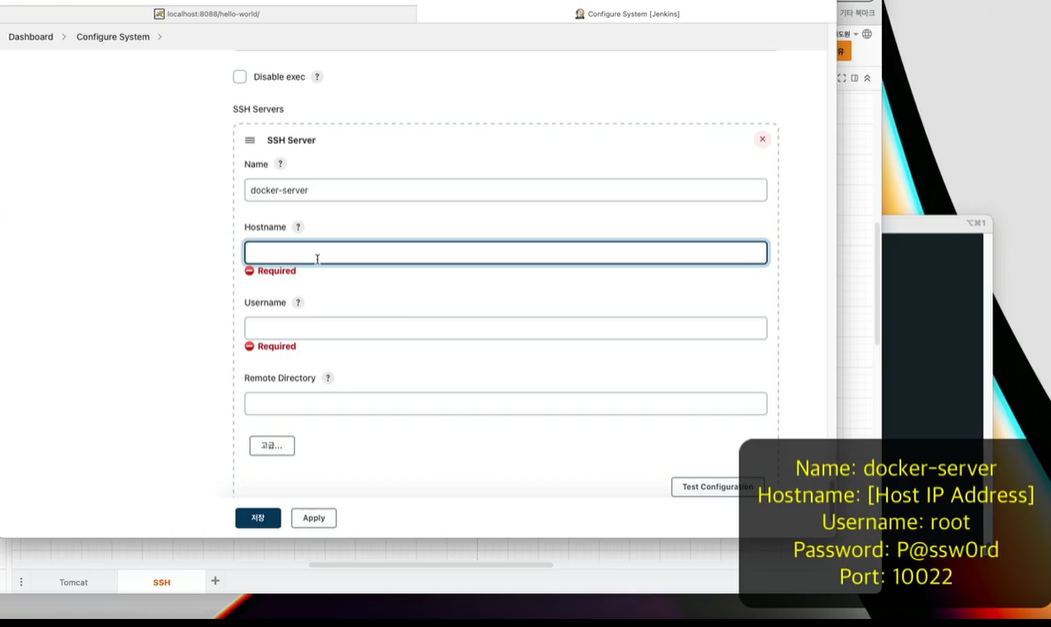 localhost:8088/hello-world/
Configure System [Jenkins]
기타 북마크
Dashboard > Configure System >
Disable exec ?
SSH Servers
SSH Server
Name ?
docker-server
⌥⌘1
Hostname ?
Required
Username ?
Required
Remote Directory ?
고급...
Test Configuration
저장 Apply
Tomcat SSH +
Name: docker-server
Hostname: [Host IP Address]
Username: root
Password: P@ssw0rd
Port: 10022